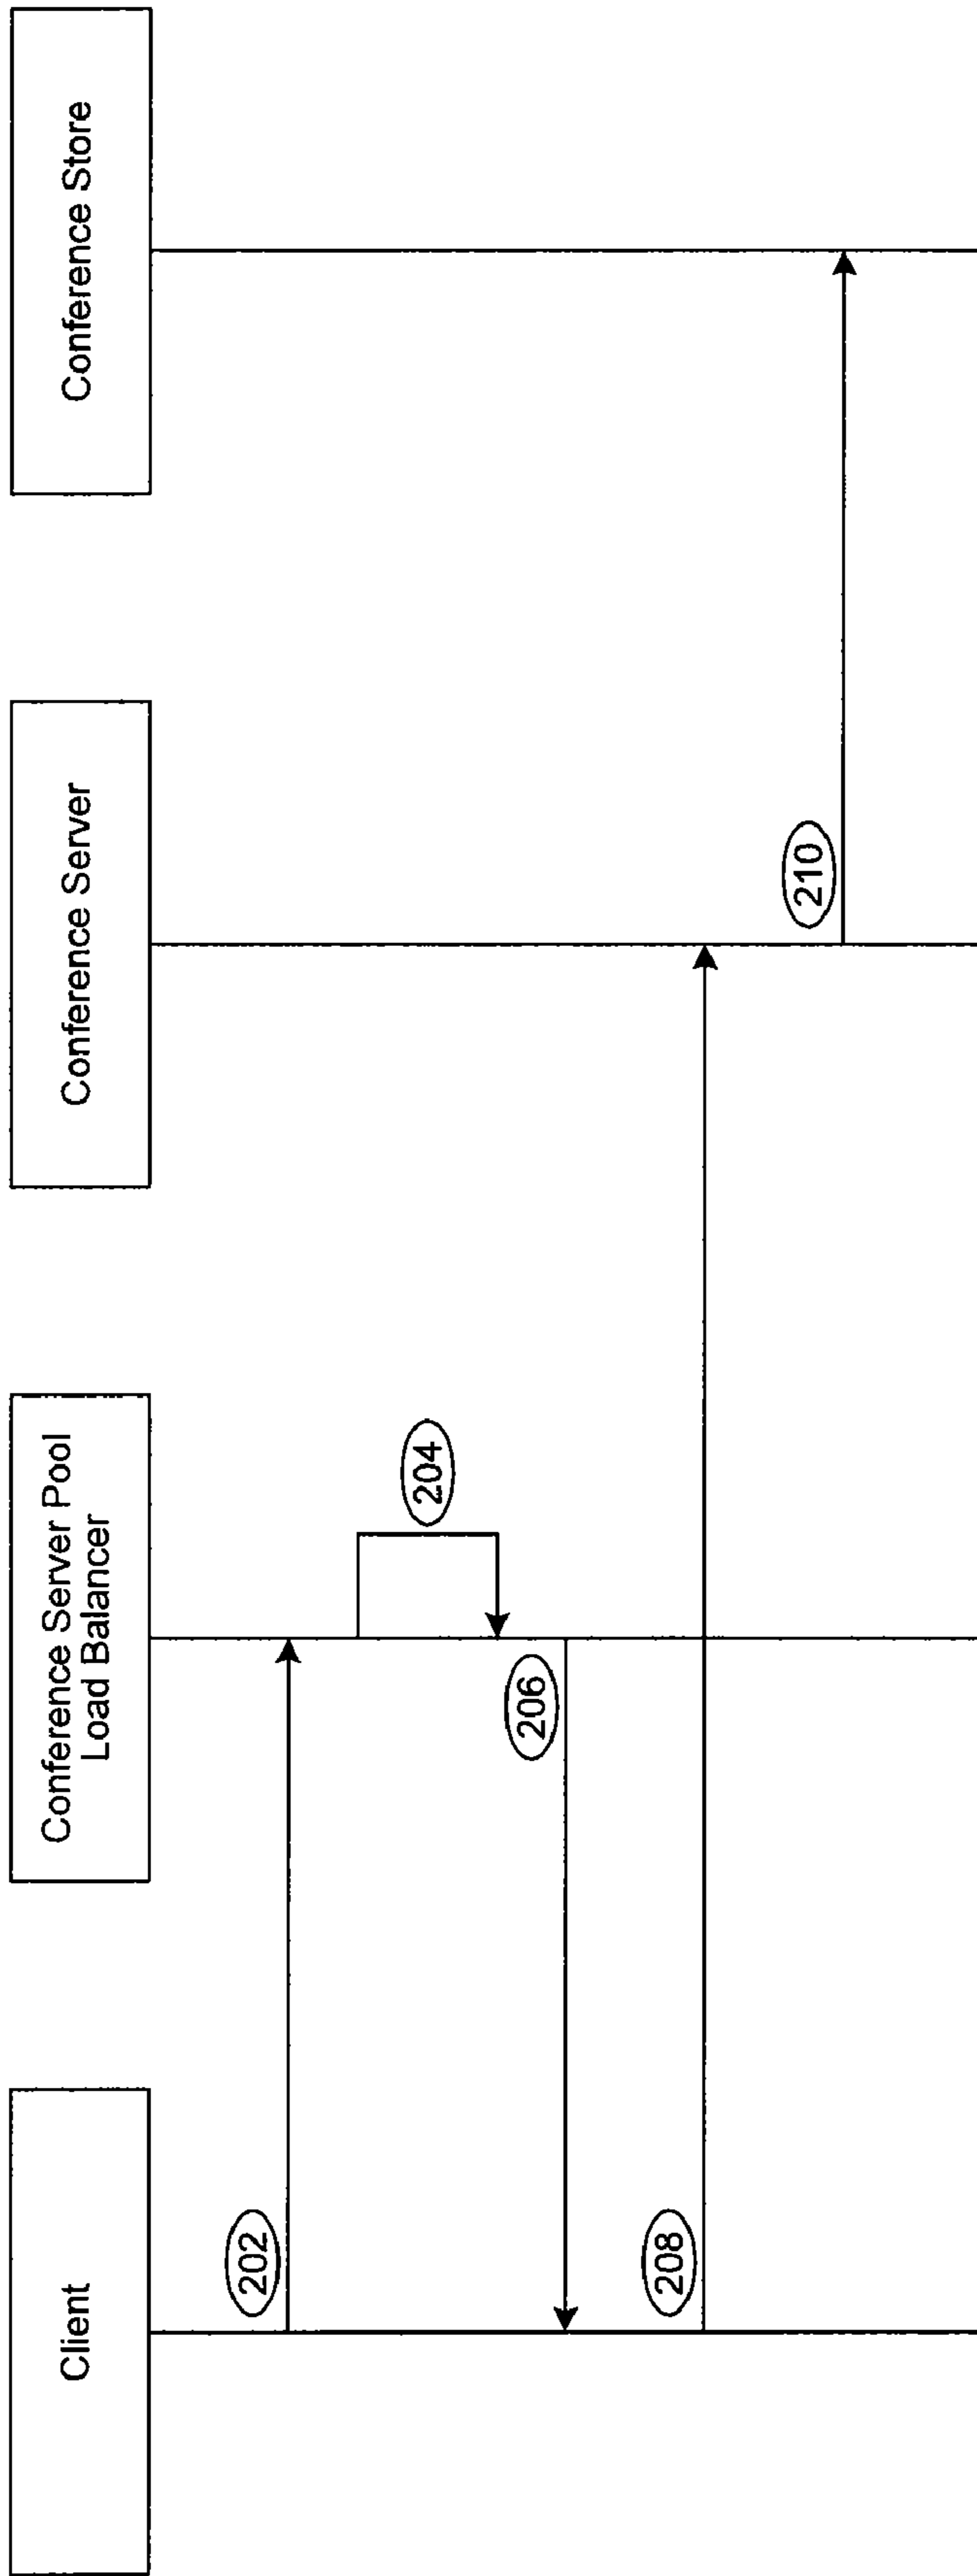 Client
Conference Server Pool
Load Balancer
Conference Server
Conference Store
202
204
206
208
210